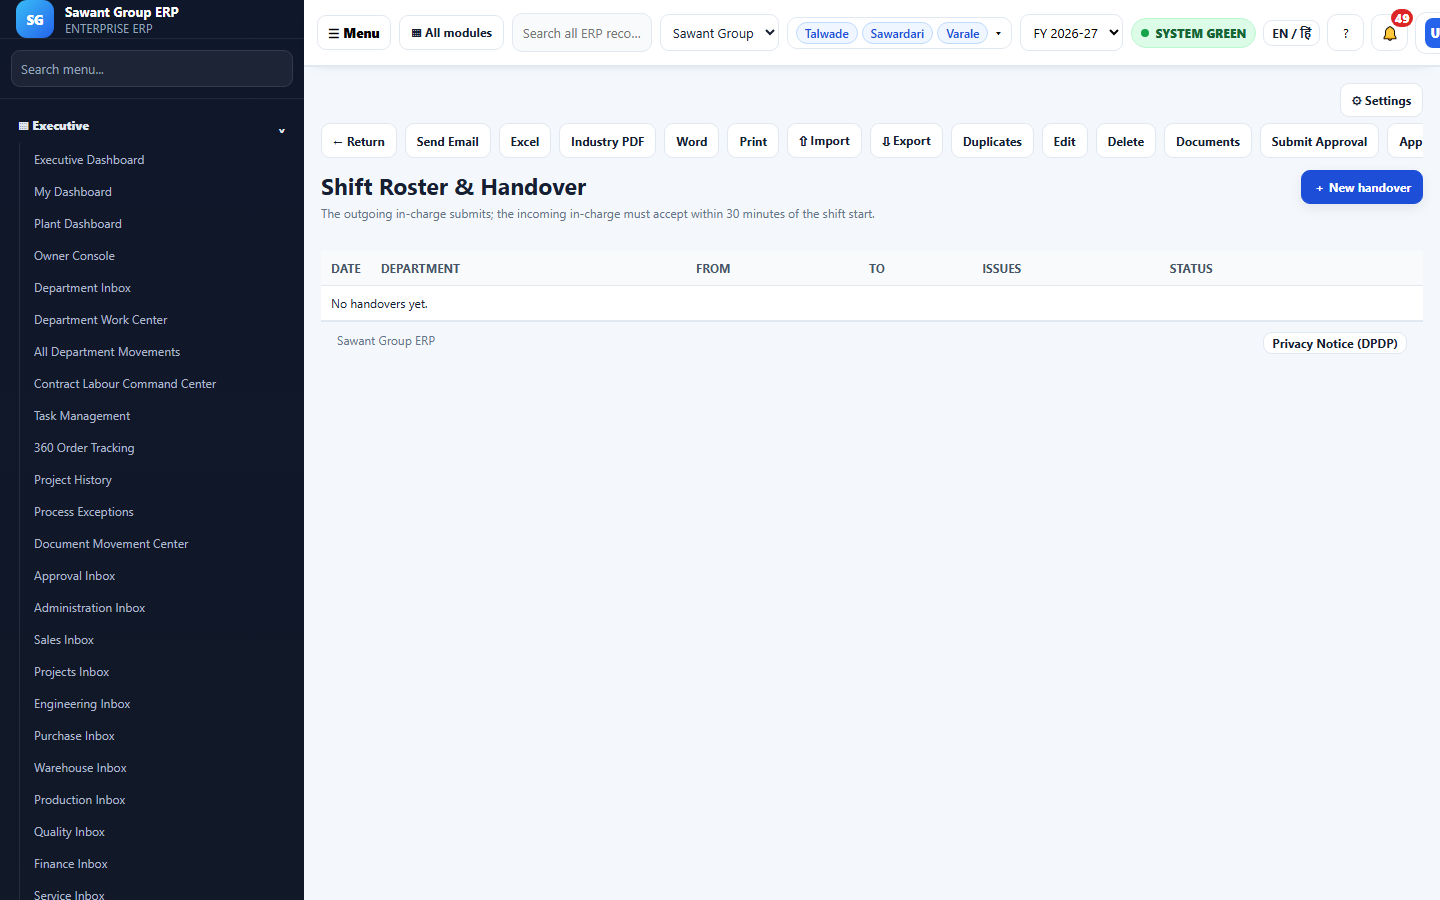 SG
Sawant Group ERP
ENTERPRISE ERP
Search menu...
Executive
Executive Dashboard
My Dashboard
Plant Dashboard
Owner Console
Department Inbox
Department Work Center
All Department Movements
Contract Labour Command Center
Task Management
360 Order Tracking
Project History
Process Exceptions
Document Movement Center
Approval Inbox
Administration Inbox
Sales Inbox
Projects Inbox
Engineering Inbox
Purchase Inbox
Warehouse Inbox
Production Inbox
Quality Inbox
Finance Inbox
Service Inbox
☰ Menu
All modules
Search all ERP reco...
Sawant Group
Talwade
Sawardari
Varale
FY 2026-27
SYSTEM GREEN
EN / हिं
?
49
U
⚙ Settings
← Return
Send Email
Excel
Industry PDF
Word
Print
⇧ Import
⇩ Export
Duplicates
Edit
Delete
Documents
Submit Approval
App
Shift Roster & Handover
+ New handover
The outgoing in-charge submits; the incoming in-charge must accept within 30 minutes of the shift start.
DATE DEPARTMENT FROM TO ISSUES STATUS
No handovers yet.
Sawant Group ERP
Privacy Notice (DPDP)